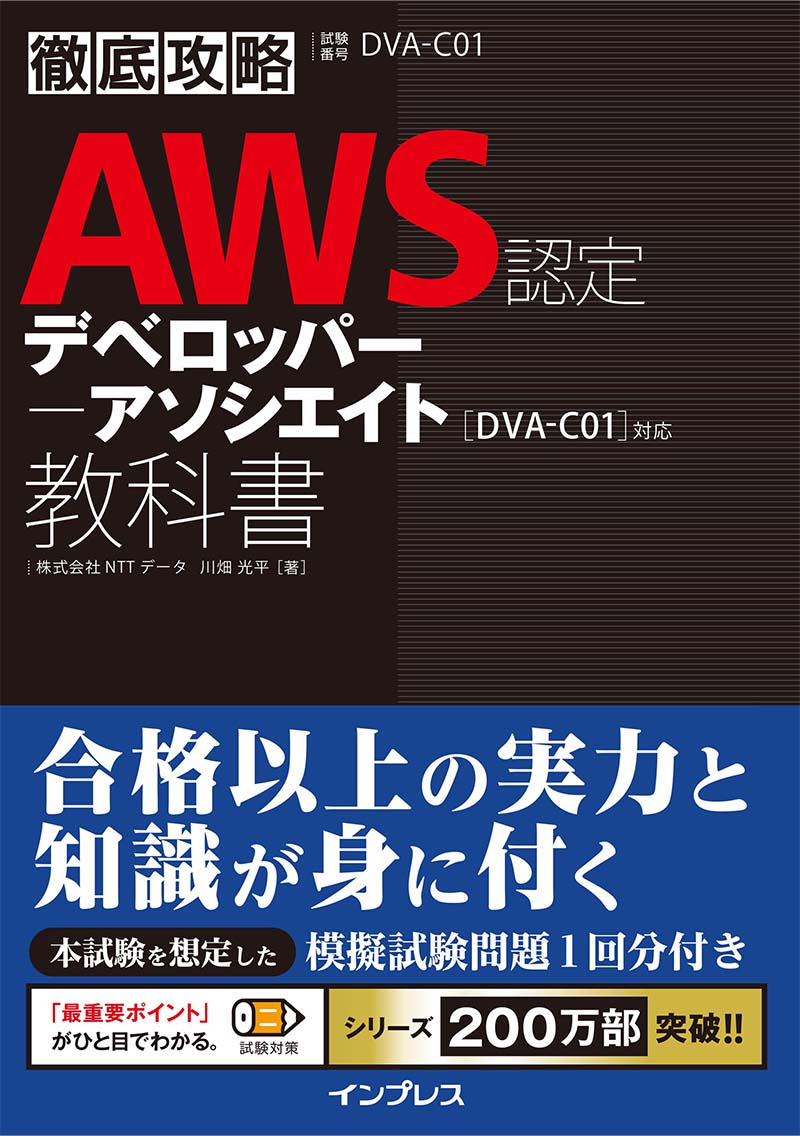 徹底攻略
試験番号 DVA-C01
AWS認定
デベロッパー
－アソシエイト［DVA-C01］対応
教科書
株式会社NTTデータ 川畑 光平［著］
合格以上の実力と
知識が身に付く
本試験を想定した 模擬試験問題1回分付き
「最重要ポイント」
がひと目でわかる。
試験対策
シリーズ 200万部 突破!!
インプレス